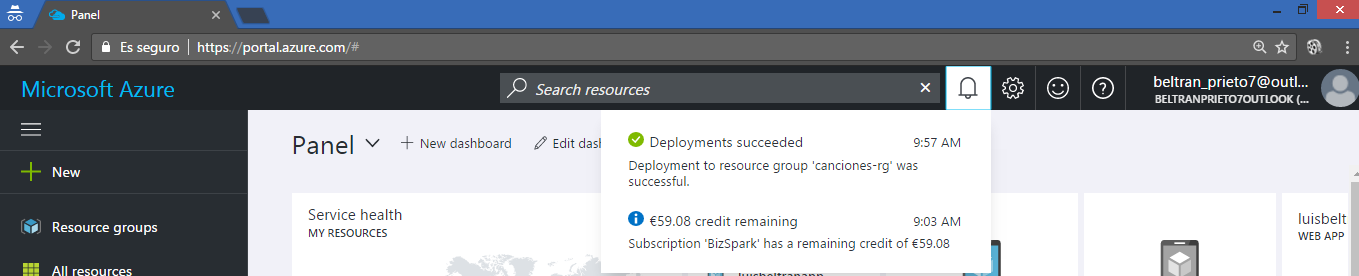 Panel
Es seguro https://portal.azure.com/#
Microsoft Azure
Search resources
beltran_prieto7@outl...
BELTRANPRIETO7OUTLOOK (...
New
Resource groups
All resources
Panel
New dashboard
Edit dash
Deployments succeeded 9:57 AM
Deployment to resource group 'canciones-rg' was
successful.
€59.08 credit remaining 9:03 AM
Subscription 'BizSpark' has a remaining credit of €59.08
Service health
MY RESOURCES
luisbeltranapp
luisbelt
WEB APP